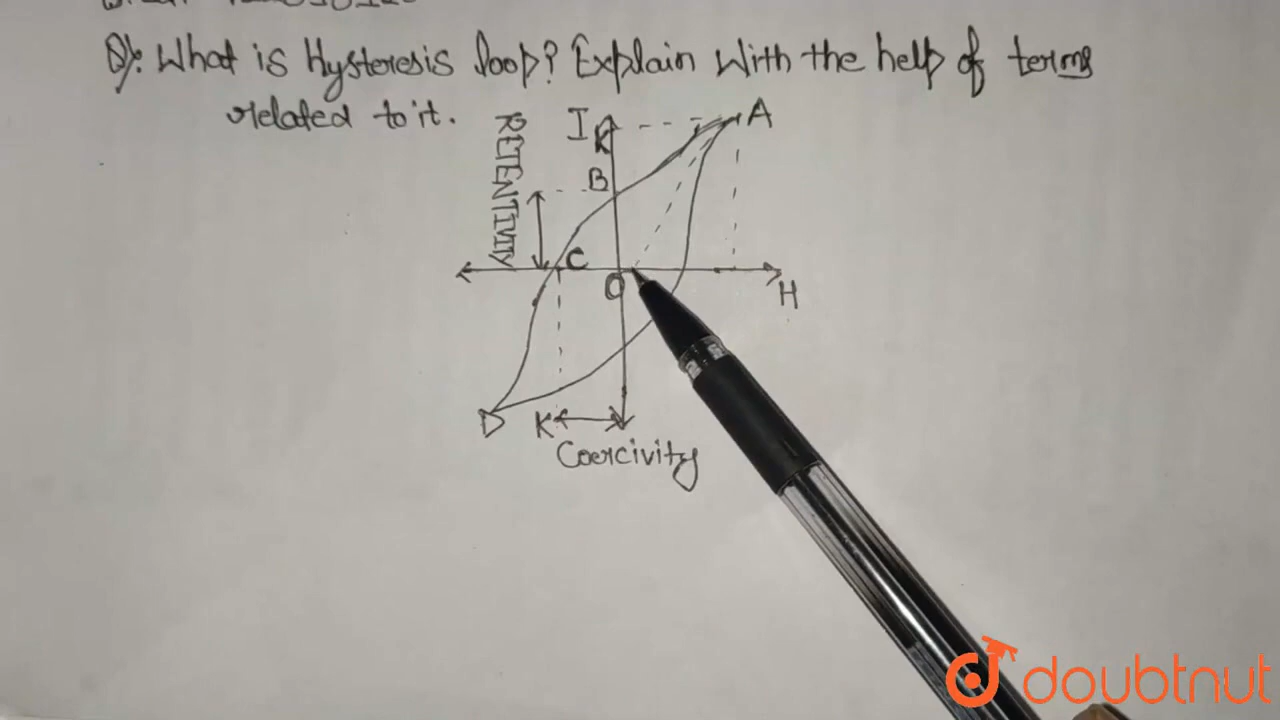 Q: What is Hysteresis loop? Explain with the help of terms
related to it.
RETENTIVITY
I
A
B
C
O
H
D
K
Coercivity
doubtnut